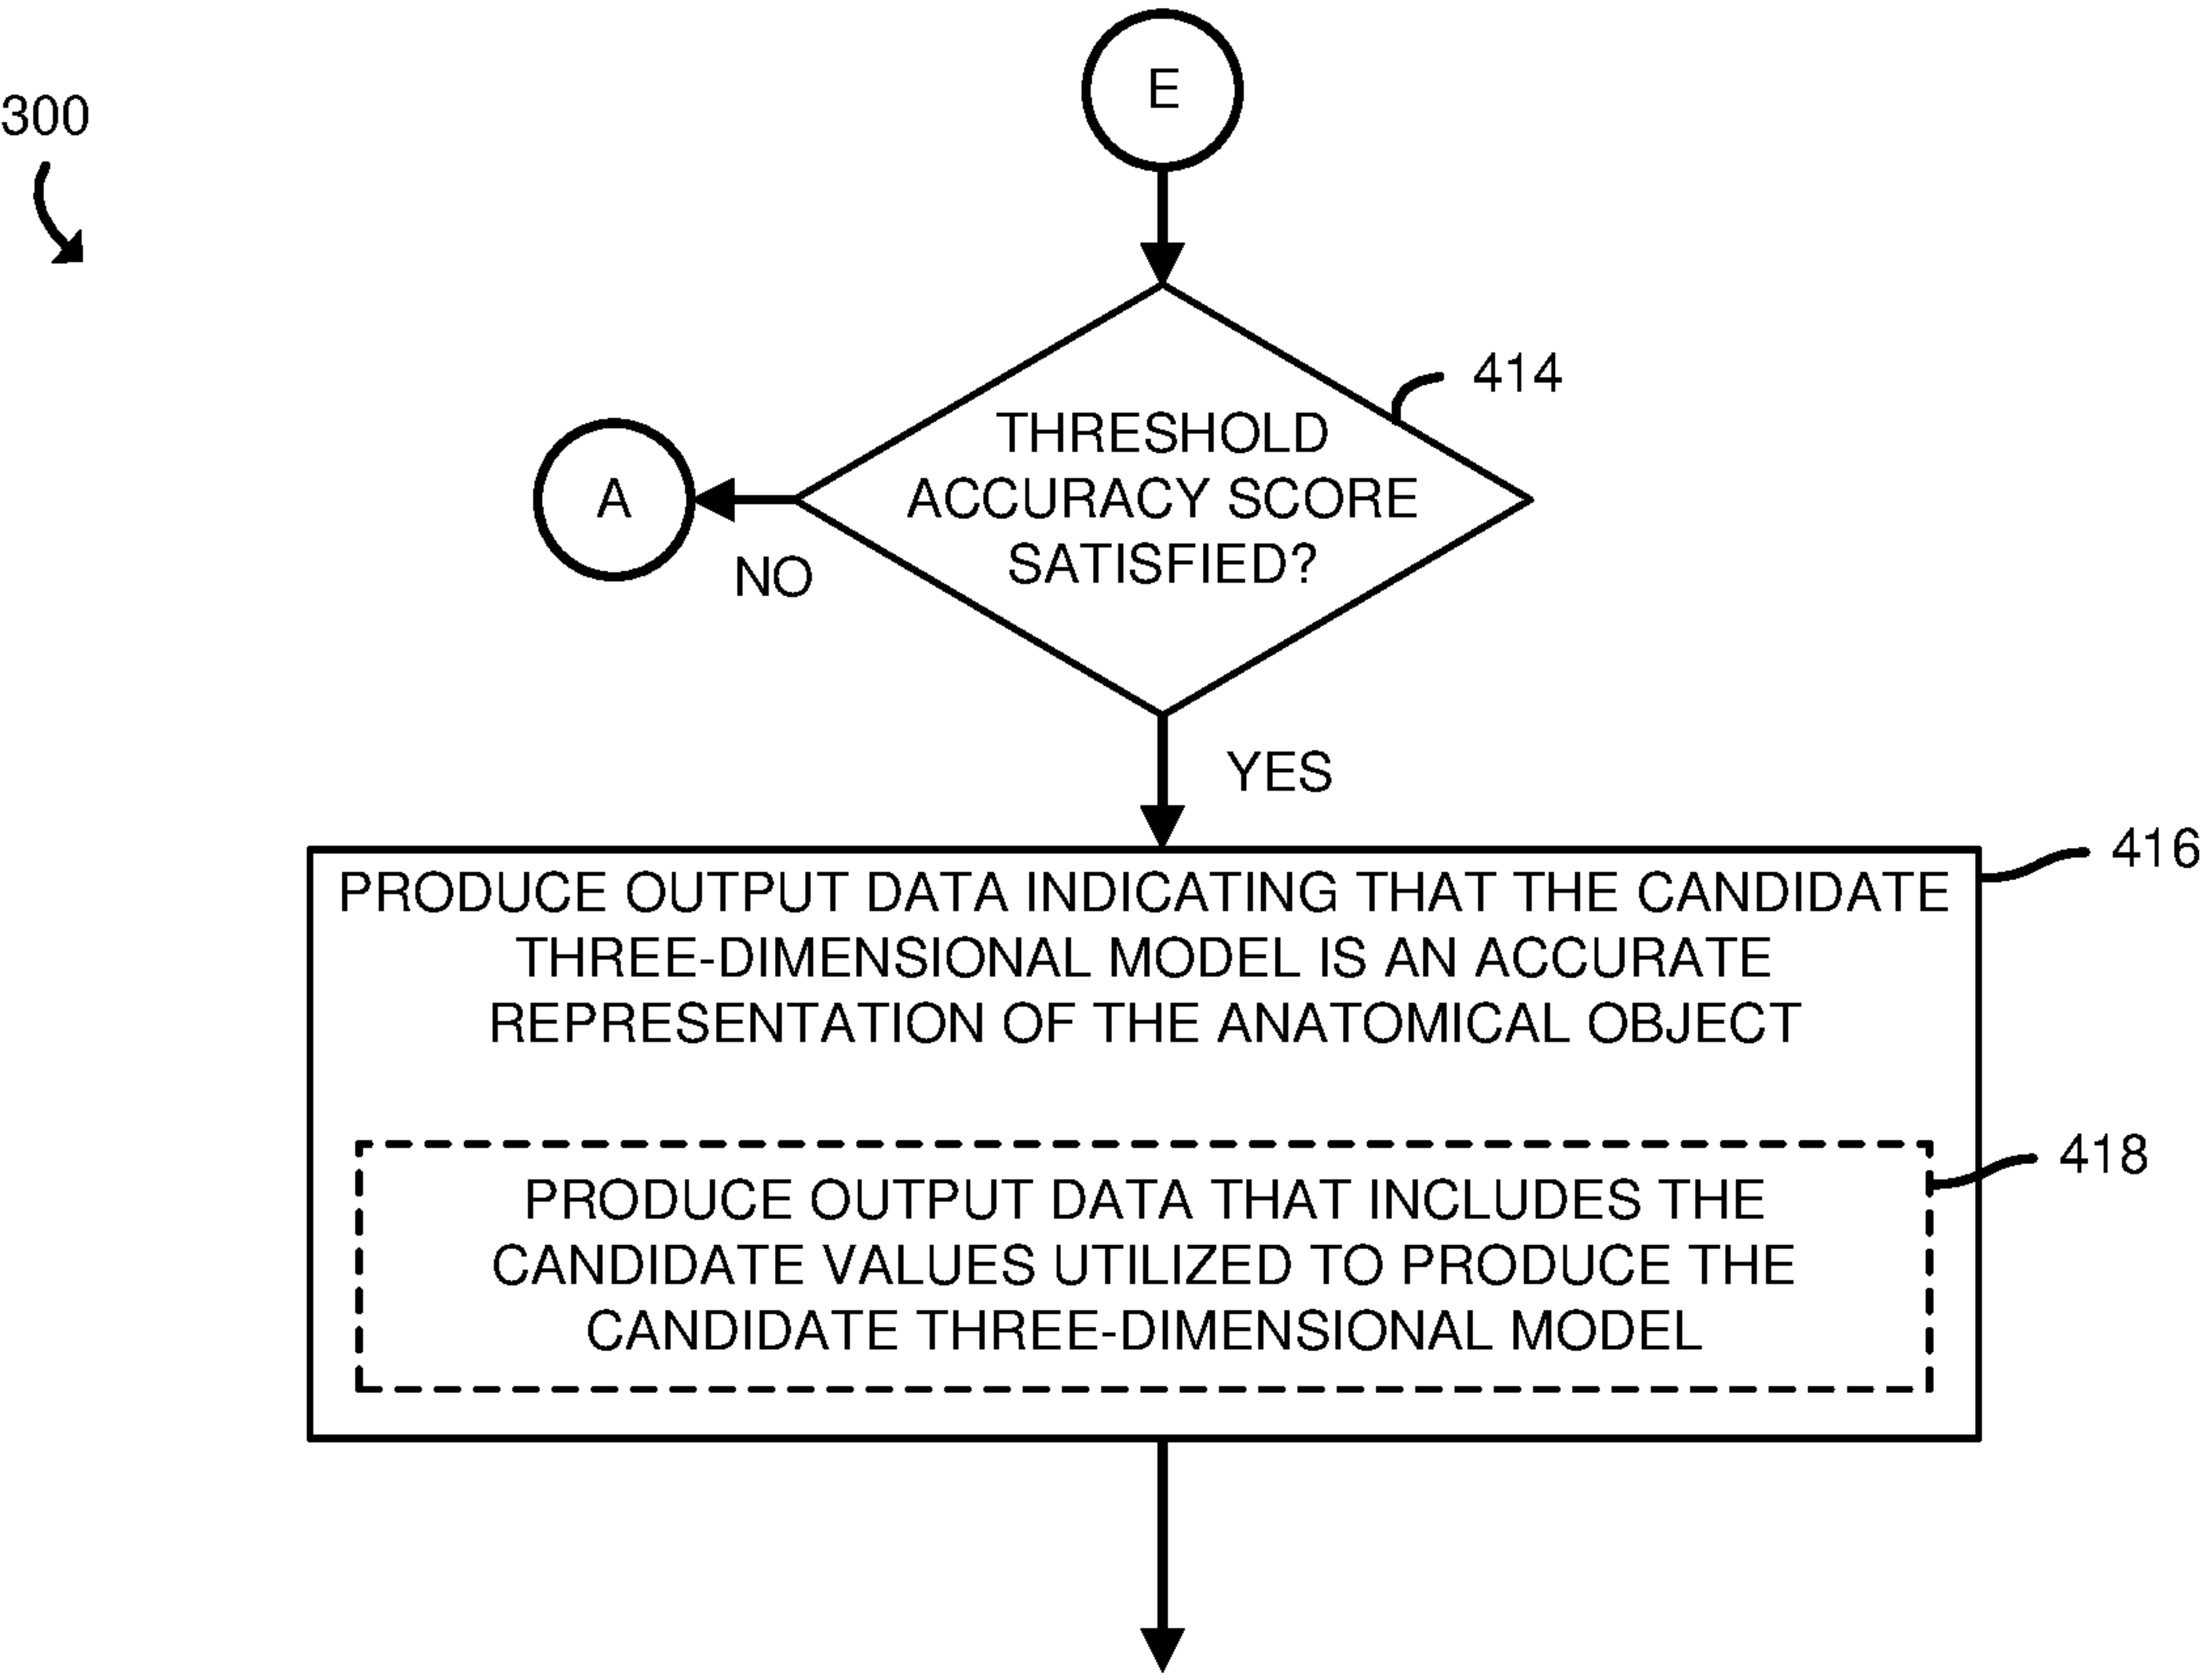 E
300
414
THRESHOLD
ACCURACY SCORE
SATISFIED?
A
NO
YES
416
PRODUCE OUTPUT DATA INDICATING THAT THE CANDIDATE
THREE-DIMENSIONAL MODEL IS AN ACCURATE
REPRESENTATION OF THE ANATOMICAL OBJECT
418
PRODUCE OUTPUT DATA THAT INCLUDES THE
CANDIDATE VALUES UTILIZED TO PRODUCE THE
CANDIDATE THREE-DIMENSIONAL MODEL